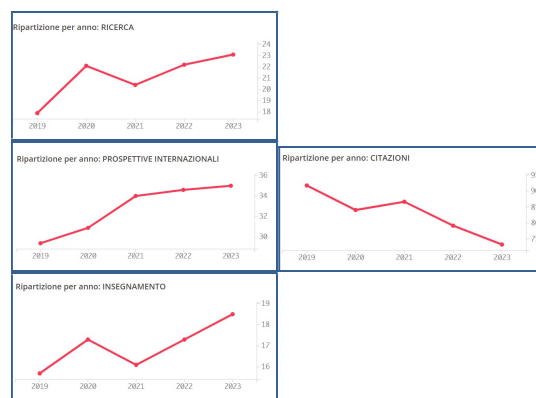 Ripartizione per anno: RICERCA
24
23
22
21
20
19
18
2019 2020 2021 2022 2023
Ripartizione per anno: PROSPETTIVE INTERNAZIONALI
36
34
32
30
2019 2020 2021 2022 2023
Ripartizione per anno: CITAZIONI
2019 2020 2021 2022 2023
Ripartizione per anno: INSEGNAMENTO
19
18
17
16
2019 2020 2021 2022 2023